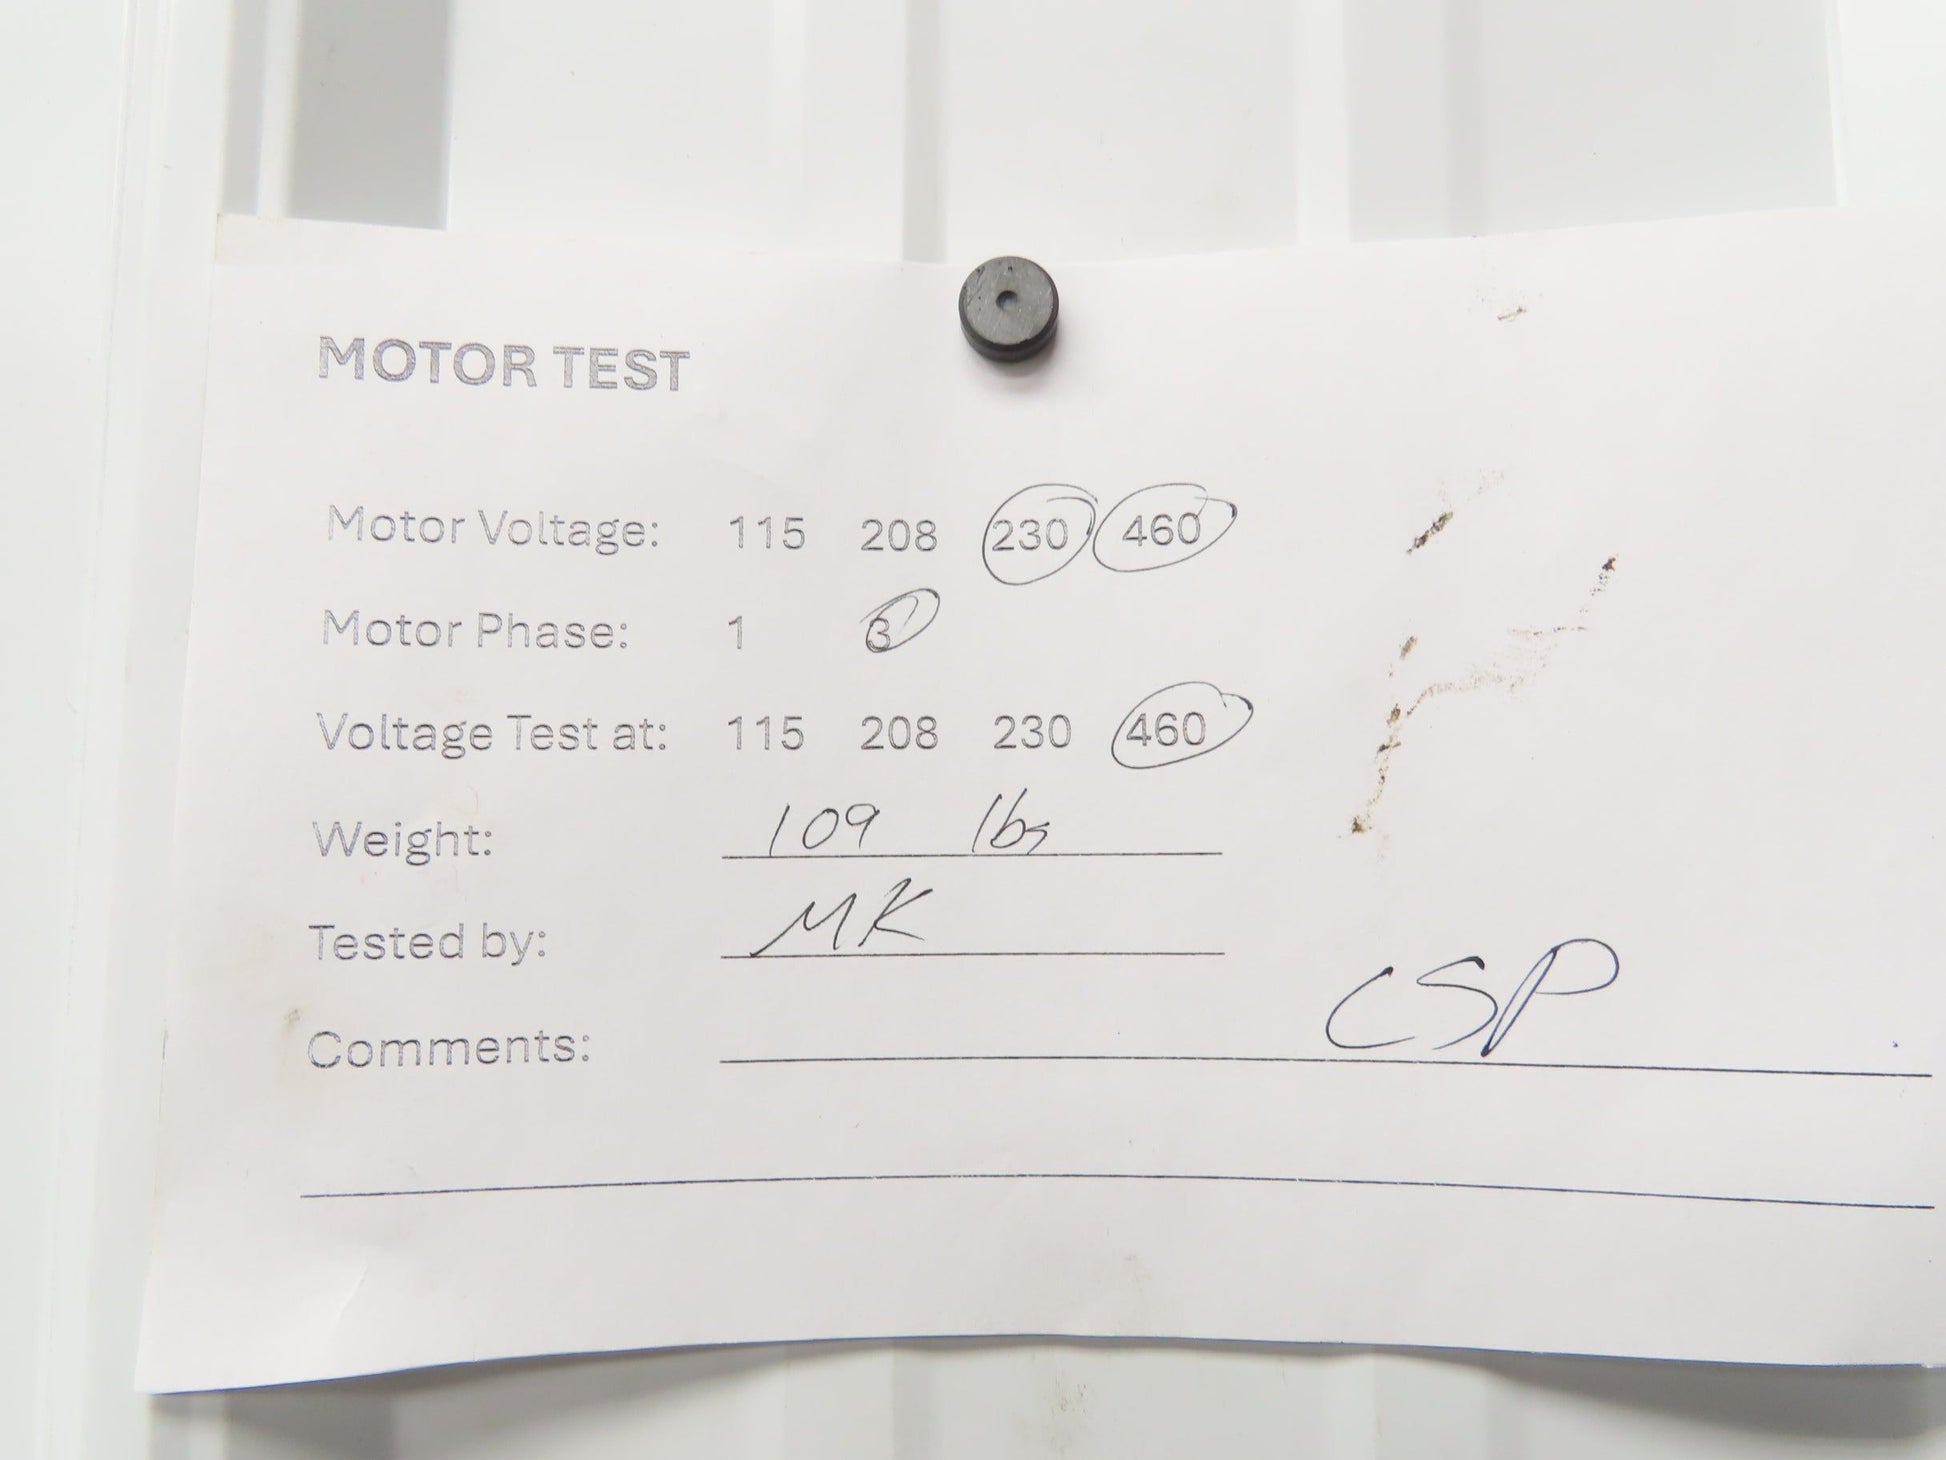 MOTOR TEST
Motor Voltage: 115 208 230 460
Motor Phase: 1 3
Voltage Test at: 115 208 230 460
Weight: 109 lbs
Tested by: MK
Comments: CSP